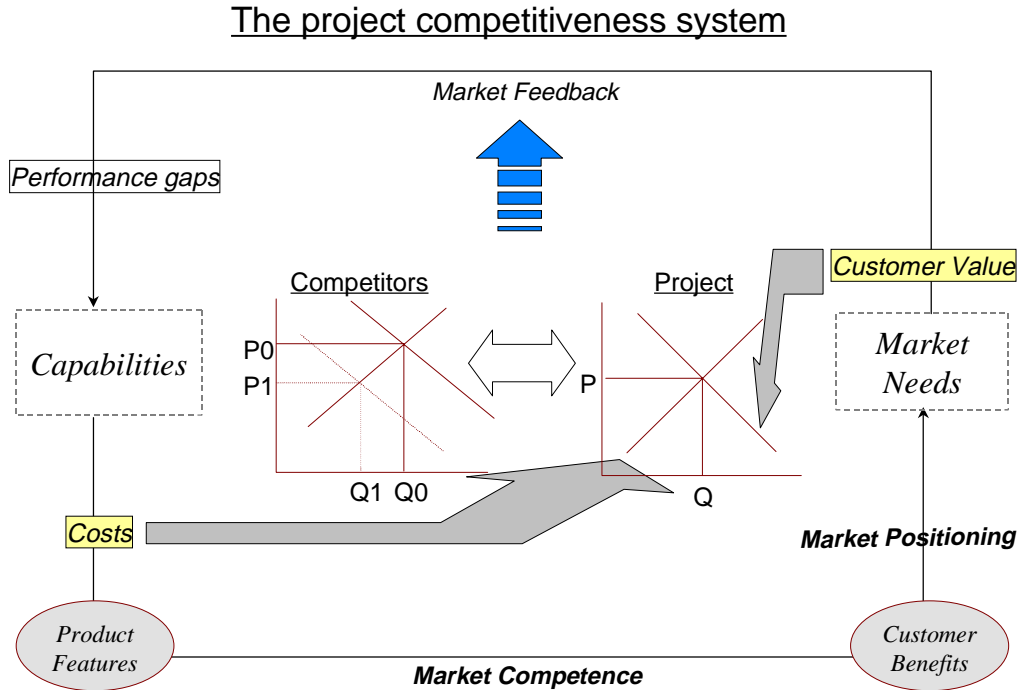 The project competitiveness system
Market Feedback
Performance gaps
Customer Value
Competitors
Project
Capabilities
P0
P1
P
Market
Needs
Q1 Q0
Q
Costs
Market Positioning
Product
Features
Customer
Benefits
Market Competence